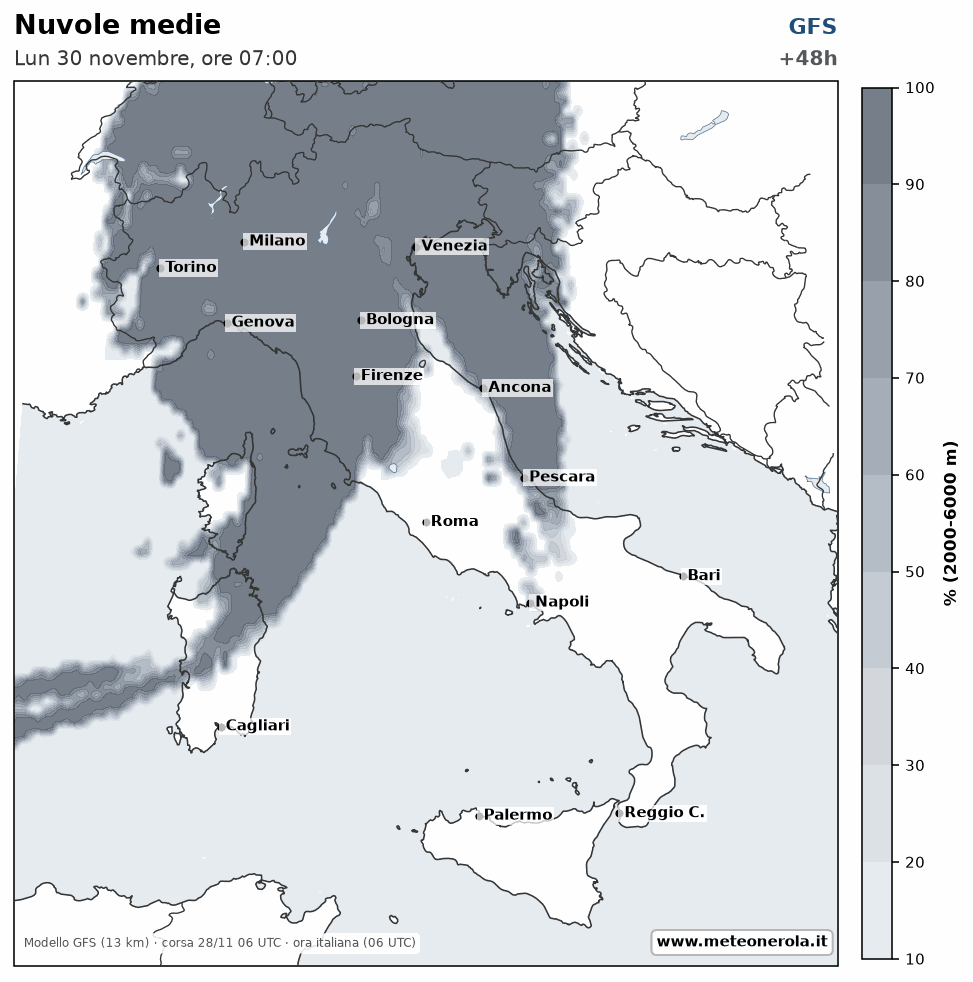 Nuvole medie
GFS
Lun 30 novembre, ore 07:00
+48h
Milano
Venezia
Torino
Genova
Bologna
Firenze
Ancona
Pescara
Roma
Bari
Napoli
Cagliari
Palermo
Reggio C.
100
90
80
70
60
50
40
30
20
10
% (2000-6000 m)
Modello GFS (13 km) · corsa 28/11 06 UTC · ora italiana (06 UTC)
www.meteonerola.it